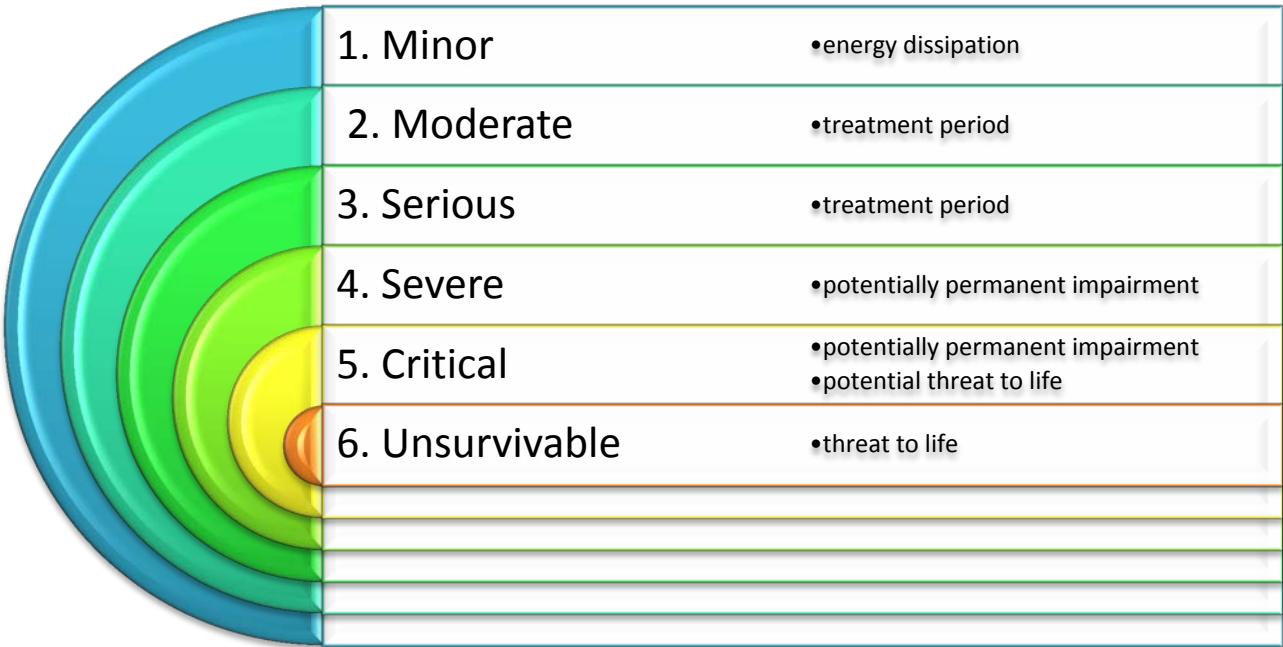 1. Minor •energy dissipation
2. Moderate •treatment period
3. Serious •treatment period
4. Severe •potentially permanent impairment
5. Critical •potentially permanent impairment
•potential threat to life
6. Unsurvivable •threat to life